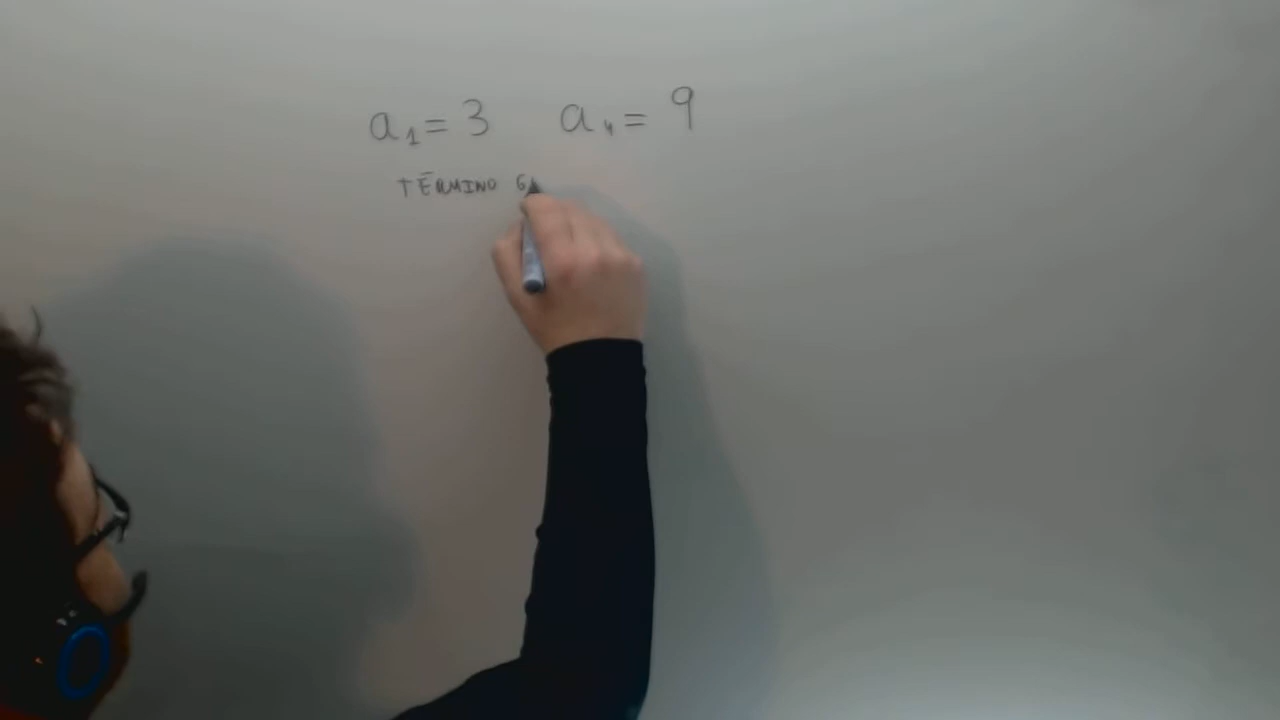 a₁ = 3 a₄ = 9
TÉRMINO G